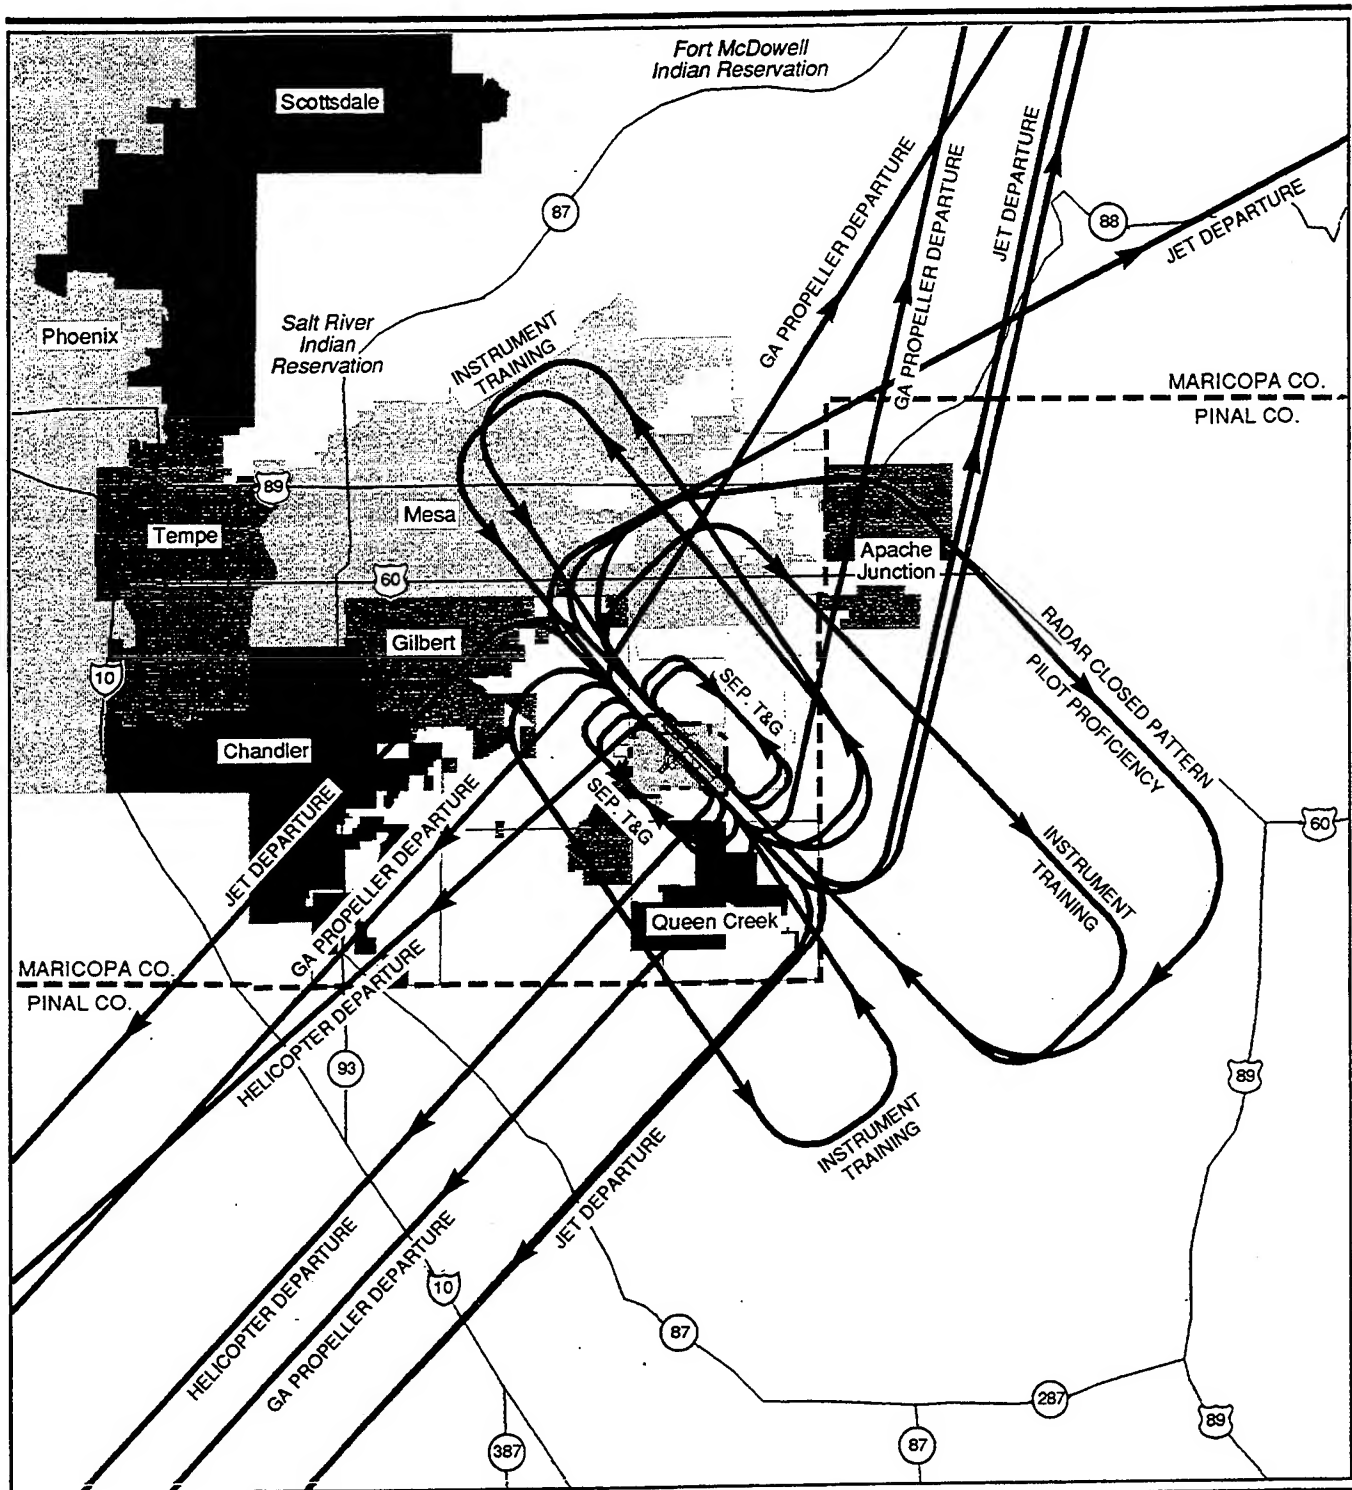 Fort McDowell
Indian Reservation
Scottsdale
87
88
JET DEPARTURE
GA PROPELLER DEPARTURE
GA PROPELLER DEPARTURE
JET DEPARTURE
Phoenix
Salt River
Indian
Reservation
INSTRUMENT
TRAINING
MARICOPA CO.
PINAL CO.
89
Mesa
Tempe
Apache
Junction
60
Gilbert
RADAR CLOSED PATTERN
PILOT PROFICIENCY
10
SEP. T&G
Chandler
SEP. T&G
60
JET DEPARTURE
GA PROPELLER DEPARTURE
INSTRUMENT
TRAINING
Queen Creek
MARICOPA CO.
PINAL CO.
HELICOPTER DEPARTURE
93
89
INSTRUMENT
TRAINING
JET DEPARTURE
HELICOPTER DEPARTURE
GA PROPELLER DEPARTURE
10
87
287
89
387
87